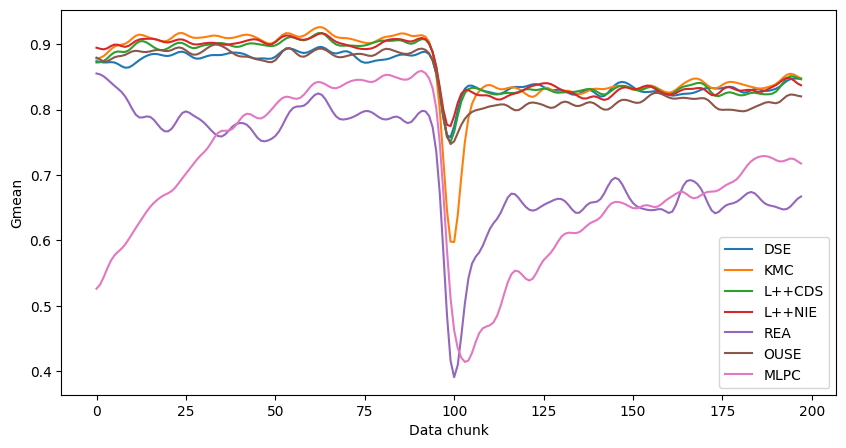 Gmean
0.9
0.8
0.7
0.6
0.5
0.4
DSE
KMC
L++CDS
L++NIE
REA
OUSE
MLPC
0 25 50 75 100 125 150 175 200
Data chunk